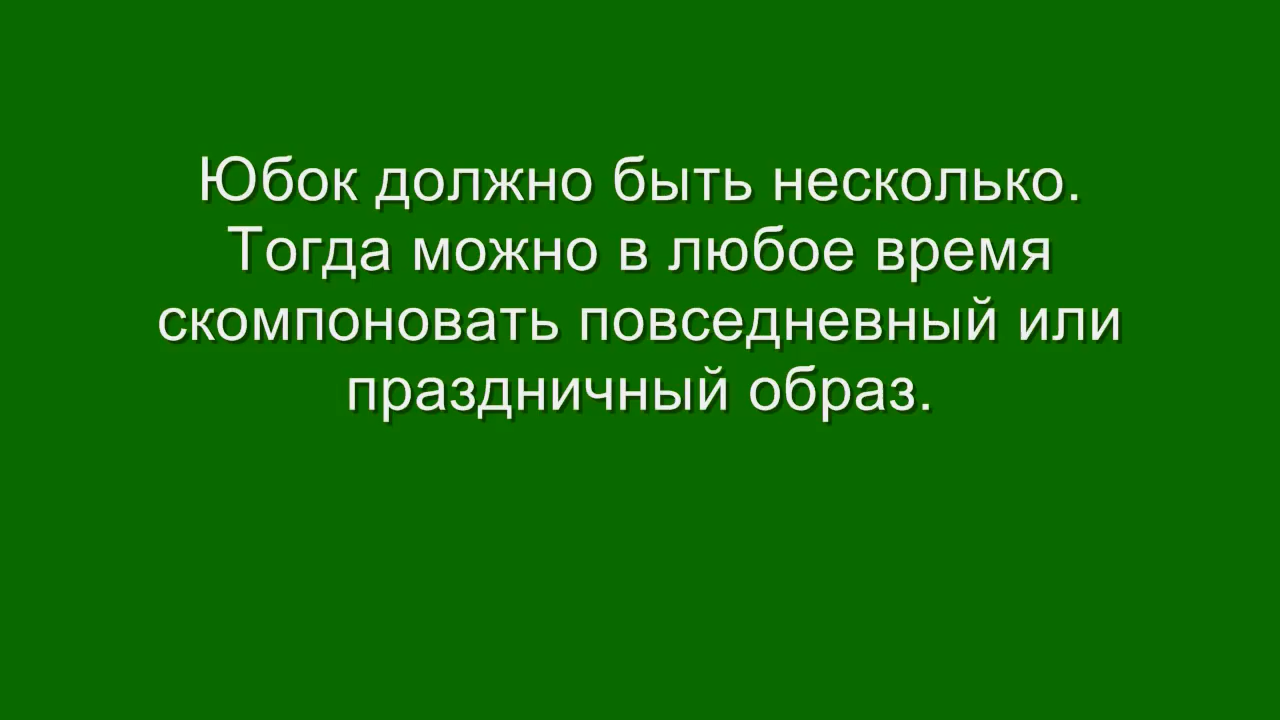 Юбок должно быть несколько.
Тогда можно в любое время
скомпоновать повседневный или
праздничный образ.